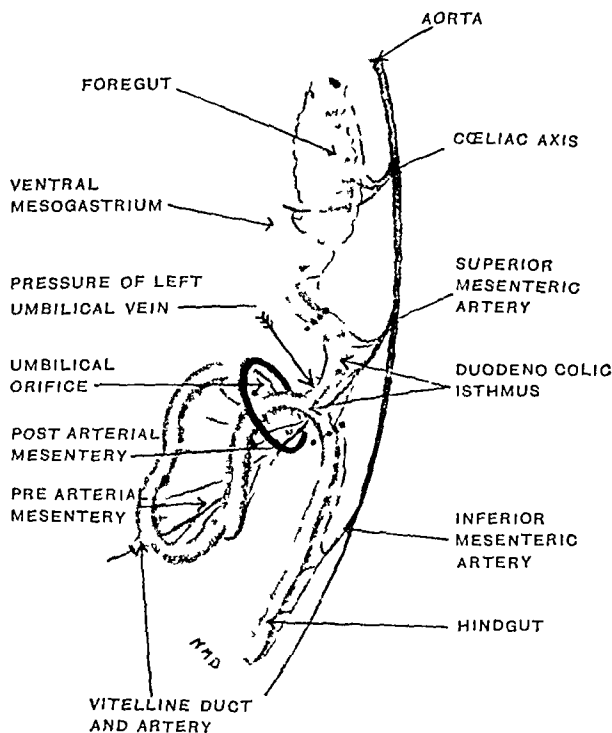 AORTA
FOREGUT
CŒLIAC AXIS
VENTRAL
MESOGASTRIUM
PRESSURE OF LEFT
UMBILICAL VEIN
SUPERIOR
MESENTERIC
ARTERY
UMBILICAL
ORIFICE
DUODENO COLIC
ISTHMUS
POST ARTERIAL
MESENTERY
PRE ARTERIAL
MESENTERY
INFERIOR
MESENTERIC
ARTERY
HINDGUT
NMD
VITELLINE DUCT
AND ARTERY